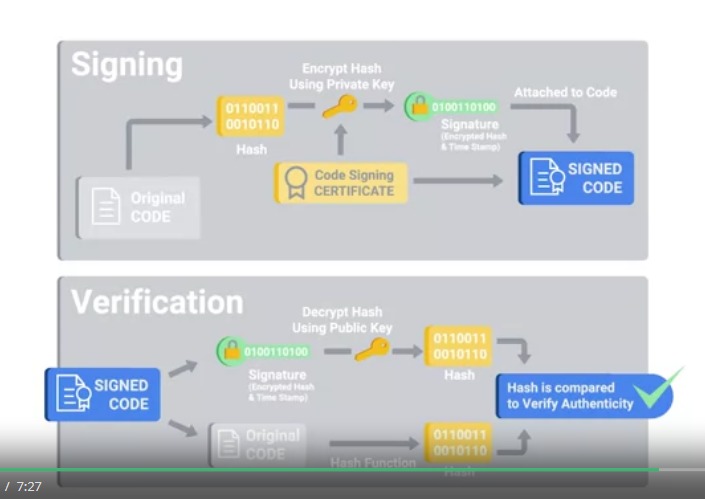 Signing
Encrypt Hash
Using Private Key
0110011
0010110
Hash
0100110100
Signature
(Encrypted Hash
& Time Stamp)
Attached to Code
Original
CODE
Code Signing
CERTIFICATE
SIGNED
CODE
Verification
Decrypt Hash
Using Public Key
SIGNED
CODE
0100110100
Signature
(Encrypted Hash
& Time Stamp)
0110011
0010110
Hash
Hash is compared
to Verify Authenticity
Original
CODE
Hash Function
0110011
0010110
Hash
/ 7:27